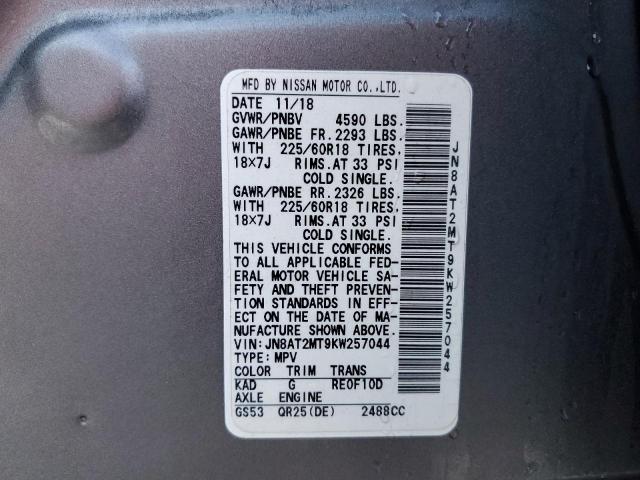 MFD BY NISSAN MOTOR CO.,LTD.
DATE 11/18
GVWR/PNBV 4590 LBS.
GAWR/PNBE FR.2293 LBS.
WITH 225/60R18 TIRES.
18×7J RIMS.AT 33 PSI
COLD SINGLE.
GAWR/PNBE RR.2326 LBS.
WITH 225/60R18 TIRES.
18×7J RIMS.AT 33 PSI
COLD SINGLE.
THIS VEHICLE CONFORMS
TO ALL APPLICABLE FED-
ERAL MOTOR VEHICLE SA-
FETY AND THEFT PREVEN-
TION STANDARDS IN EFF-
ECT ON THE DATE OF MA-
NUFACTURE SHOWN ABOVE.
VIN:JN8AT2MT9KW257044
TYPE:MPV
COLOR TRIM TRANS
KAD G RE0F10D
AXLE ENGINE
GS53 QR25(DE) 2488CC
JN8AT2MT9KW257044